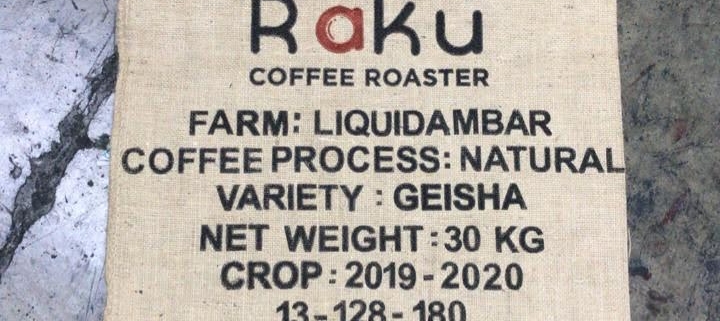 Raku
COFFEE ROASTER
FARM: LIQUIDAMBAR
COFFEE PROCESS: NATURAL
VARIETY : GEISHA
NET WEIGHT : 30 KG
CROP : 2019 - 2020
13 - 128 - 180